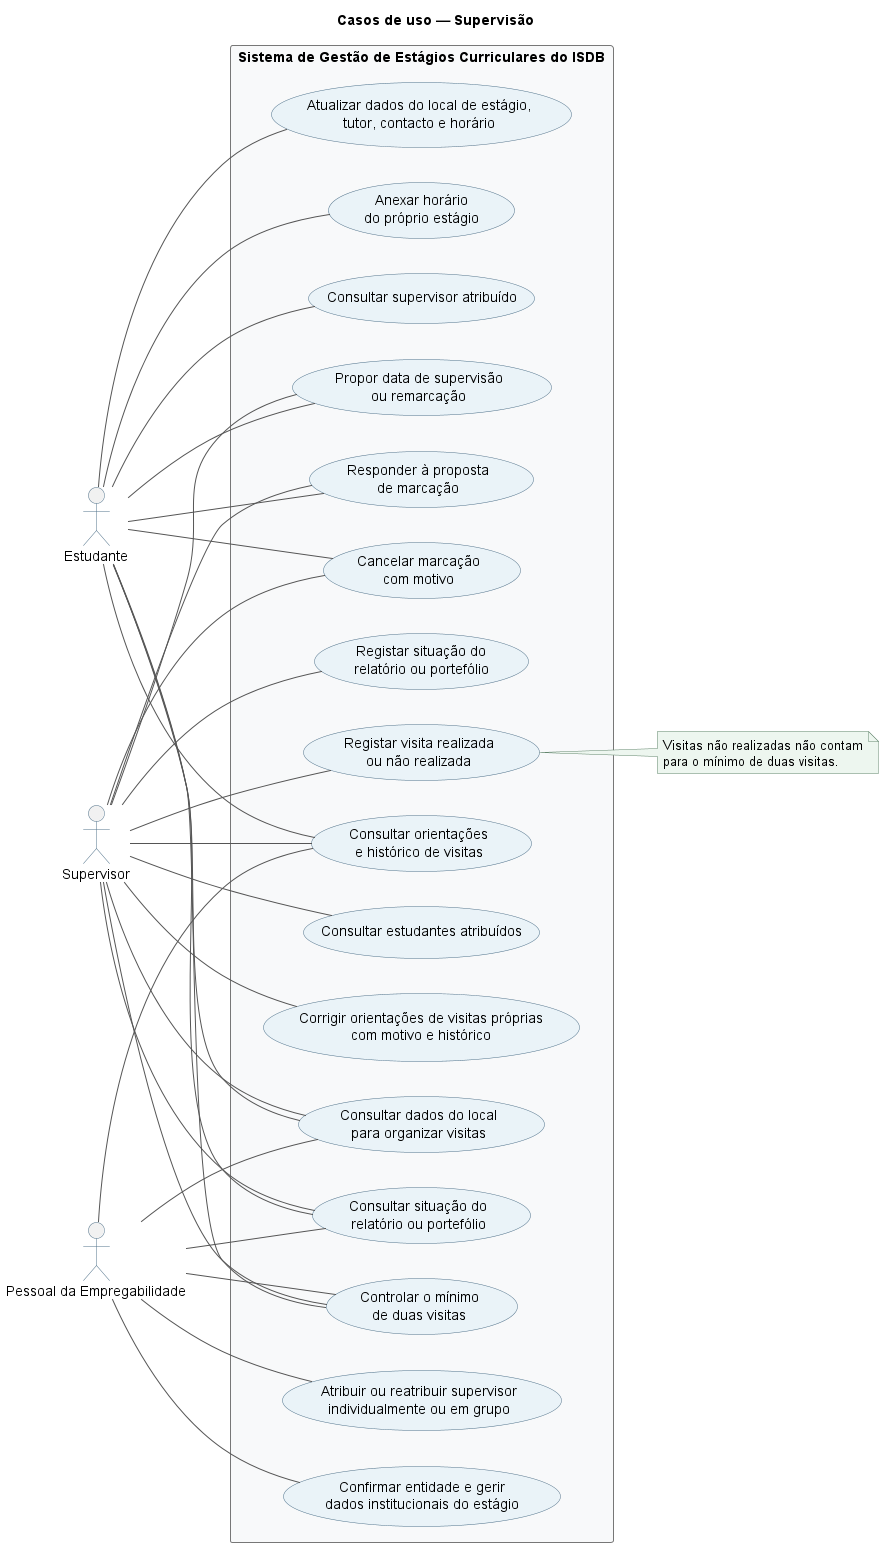 Casos de uso — Supervisão
Sistema de Gestão de Estágios Curriculares do ISDB
Atualizar dados do local de estágio,
tutor, contacto e horário
Anexar horário
do próprio estágio
Consultar supervisor atribuído
Propor data de supervisão
ou remarcação
Responder à proposta
de marcação
Estudante
Cancelar marcação
com motivo
Registar situação do
relatório ou portefólio
Registar visita realizada
ou não realizada
Visitas não realizadas não contam
para o mínimo de duas visitas.
Consultar orientações
e histórico de visitas
Supervisor
Consultar estudantes atribuídos
Corrigir orientações de visitas próprias
com motivo e histórico
Consultar dados do local
para organizar visitas
Consultar situação do
relatório ou portefólio
Pessoal da Empregabilidade
Controlar o mínimo
de duas visitas
Atribuir ou reatribuir supervisor
individualmente ou em grupo
Confirmar entidade e gerir
dados institucionais do estágio